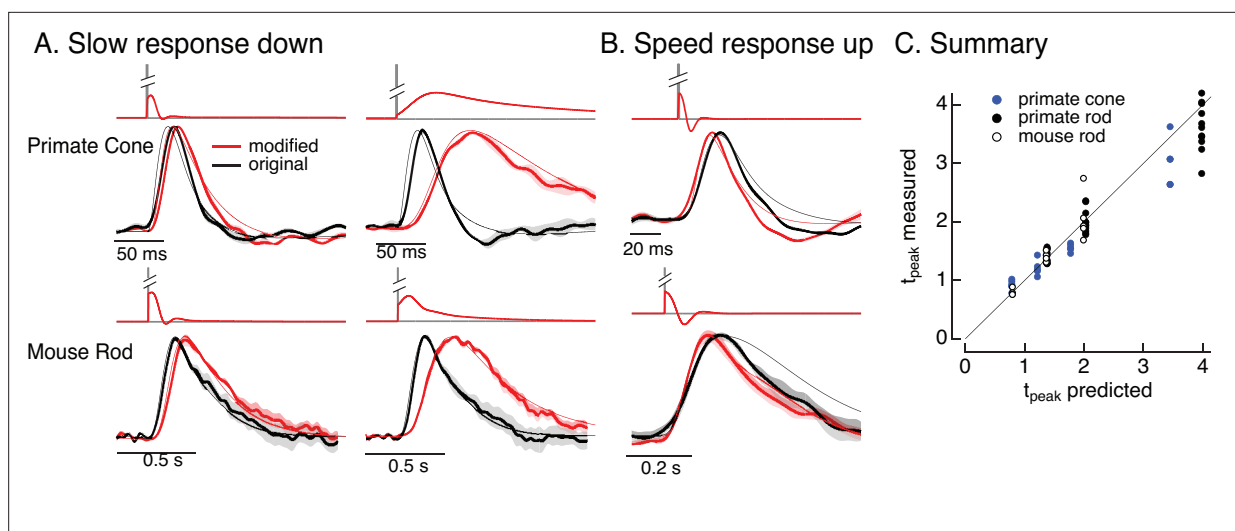 A. Slow response down
B. Speed response up
C. Summary
Primate Cone
modified
original
50 ms
50 ms
20 ms
Mouse Rod
0.5 s
0.5 s
0.2 s
primate cone
primate rod
mouse rod
4
3
2
1
0
t_peak measured
0 1 2 3 4
t_peak predicted